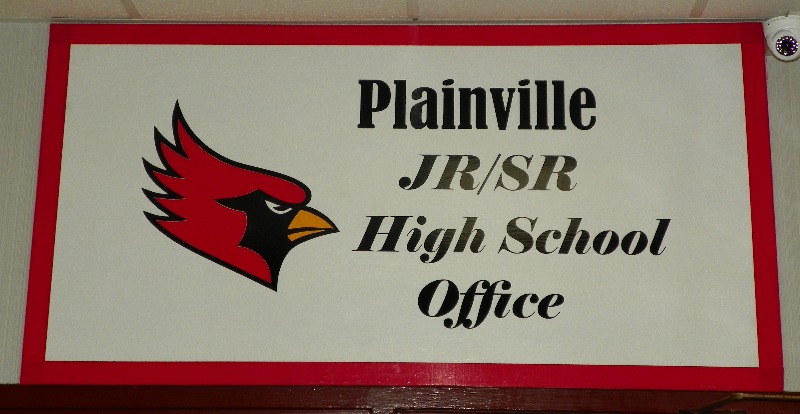 Plainville
JR/SR
High School
Office